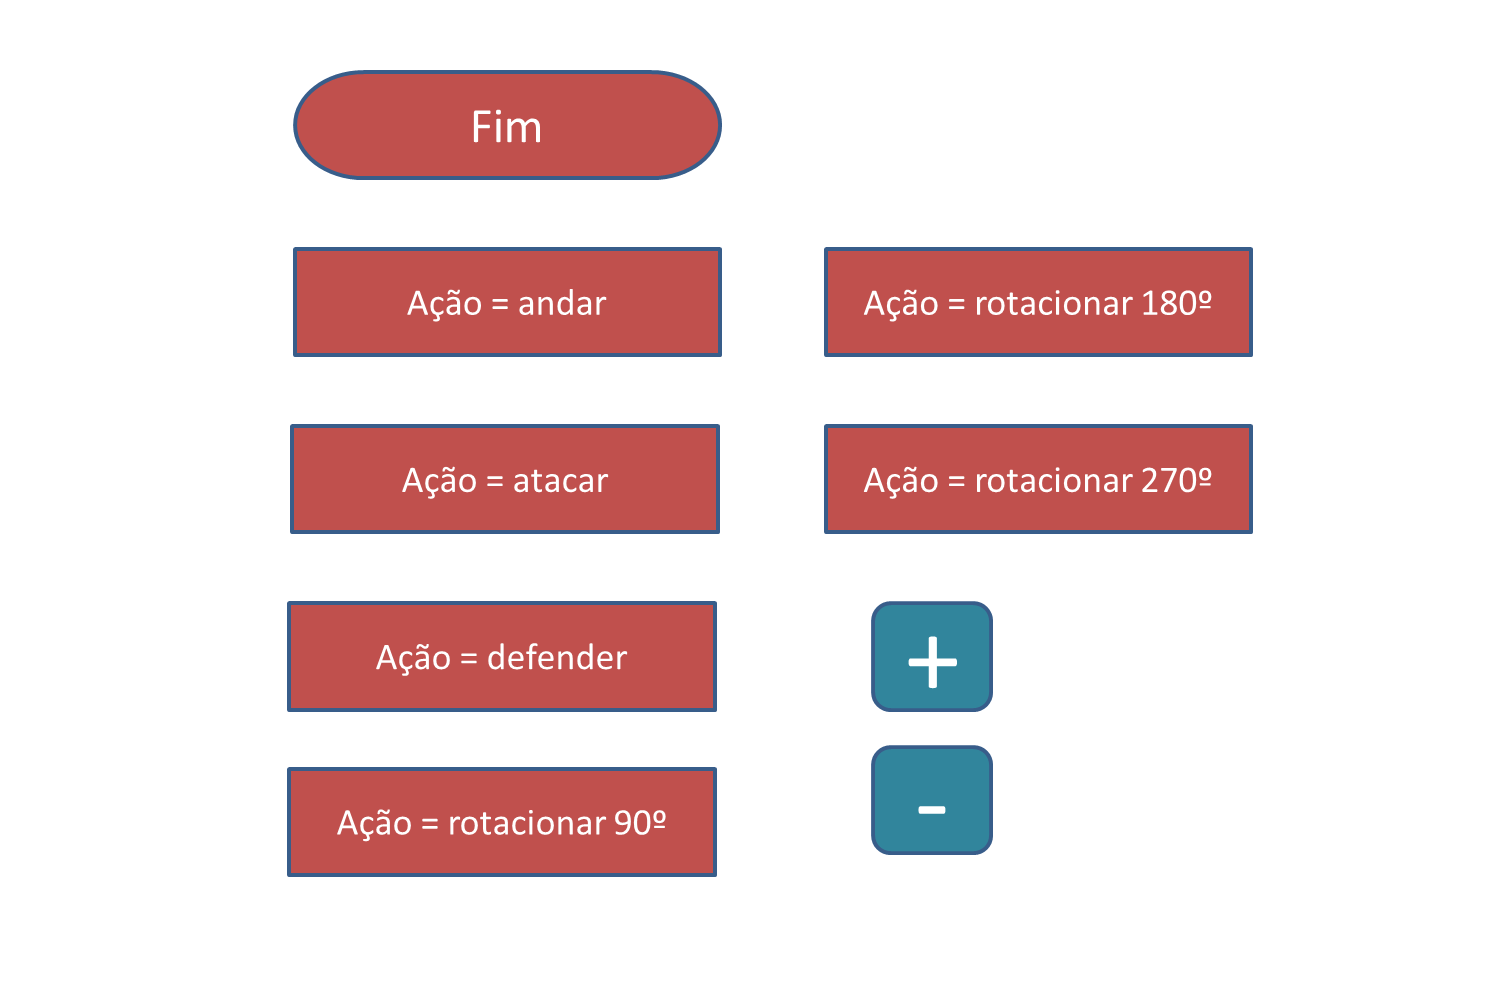 Fim
Ação = andar
Ação = rotacionar 180º
Ação = atacar
Ação = rotacionar 270º
Ação = defender
+
Ação = rotacionar 90º
-